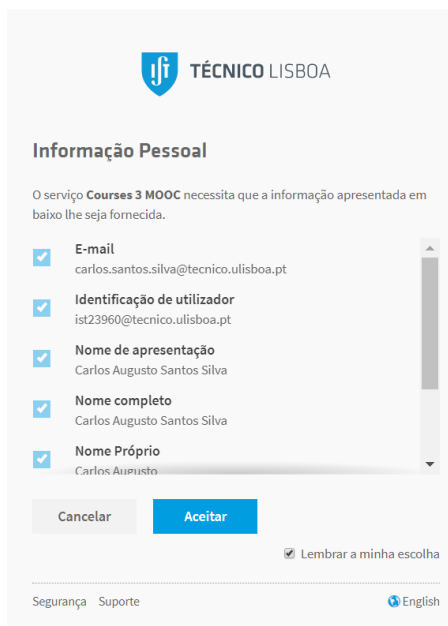 TÉCNICO LISBOA
Informação Pessoal
O serviço Courses 3 MOOC necessita que a informação apresentada em
baixo lhe seja fornecida.
E-mail
carlos.santos.silva@tecnico.ulisboa.pt
Identificação de utilizador
ist23960@tecnico.ulisboa.pt
Nome de apresentação
Carlos Augusto Santos Silva
Nome completo
Carlos Augusto Santos Silva
Nome Próprio
Carlos Augusto
Cancelar Aceitar
Lembrar a minha escolha
Segurança Suporte English